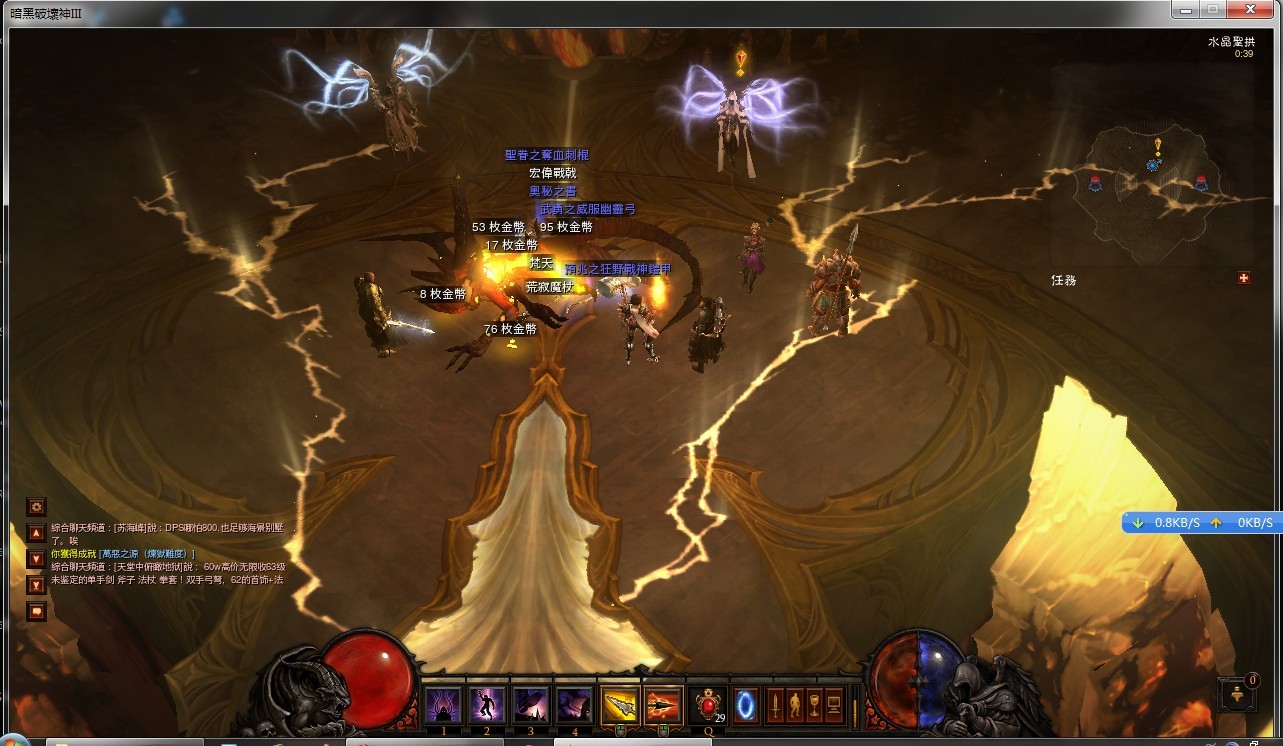 暗黑破壞神III
水晶聖拱
0:39
聖眷之奪血刺棍
宏偉戰戟
奧秘之書
武勇之威服幽靈弓
53 枚金幣
95 枚金幣
17 枚金幣
梵天
預兆之狂野戰神鎧甲
8 枚金幣
荒寂魔杖
76 枚金幣
任務
0.8KB/S
0KB/S
綜合聊天頻道：[苏海峰]說：DPS哪怕800.也足够海景别墅
了。唉
你獲得成就 [萬惡之源（煉獄難度）]
綜合聊天頻道：[天堂中俯瞰地狱]說： 60w高价无限收63级
未鉴定的单手剑 斧子 法杖 拳套！双手弓弩，62的首饰+法
29
0
1
2
3
4
Q